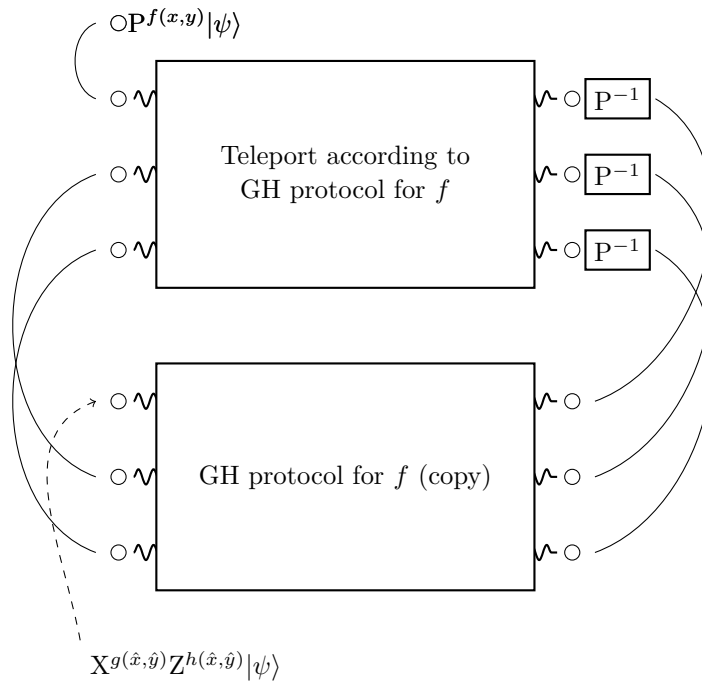 P^{f(x,y)}|ψ⟩
Teleport according to
GH protocol for f
P⁻¹
P⁻¹
P⁻¹
GH protocol for f (copy)
X^{g(x̂,ŷ)}Z^{h(x̂,ŷ)}|ψ⟩